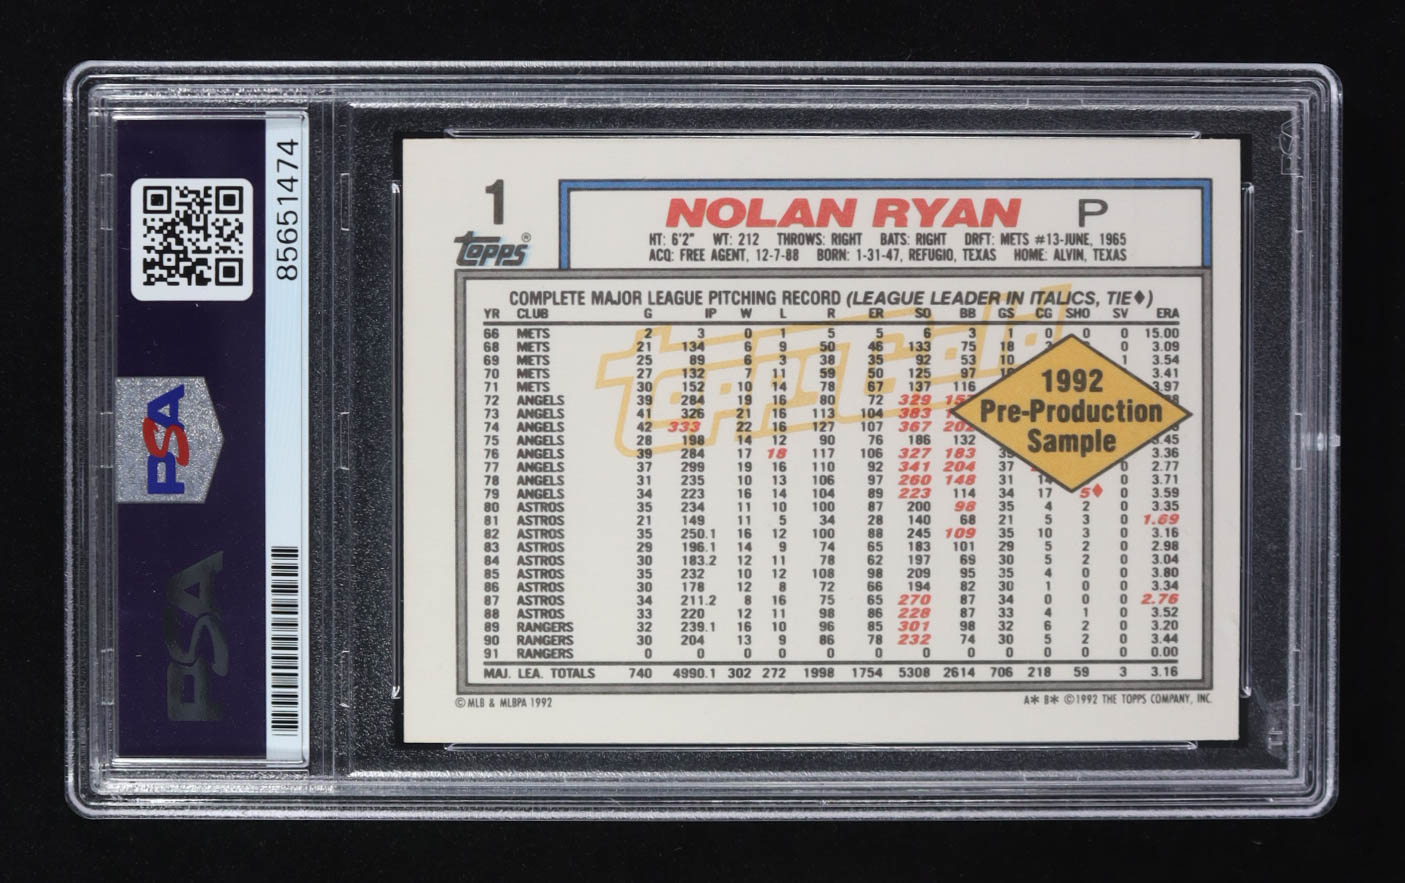 85651474
PSA
PSA
1
NOLAN RYAN P
topps®
HT: 6'2" WT: 212 THROWS: RIGHT BATS: RIGHT DRFT: METS #13-JUNE, 1965
ACQ: FREE AGENT, 12-7-88 BORN: 1-31-47, REFUGIO, TEXAS HOME: ALVIN, TEXAS
COMPLETE MAJOR LEAGUE PITCHING RECORD (LEAGUE LEADER IN ITALICS, TIE♦)
YR CLUB G IP W L R ER SO BB GS CG SHO SV ERA
66 METS 2 3 0 1 5 5 6 3 1 0 0 0 15.00
68 METS 21 134 6 9 50 46 133 75 18 0 3.09
69 METS 25 89 6 3 38 35 92 53 10 1 3.54
70 METS 27 132 7 11 59 50 125 97 3.41
71 METS 30 152 10 14 78 67 137 116 3.97
72 ANGELS 39 284 19 16 80 72 329
73 ANGELS 41 326 21 16 113 104 383
74 ANGELS 42 333 22 16 127 107 367 202
75 ANGELS 28 198 14 12 90 76 186 132 3.45
76 ANGELS 39 284 17 18 117 106 327 183 3.36
77 ANGELS 37 299 19 16 110 92 341 204 37 0 2.77
78 ANGELS 31 235 10 13 106 97 260 148 31 14 0 3.71
79 ANGELS 34 223 16 14 104 89 223 114 34 17 5♦ 0 3.59
80 ASTROS 35 234 11 10 100 87 200 98 35 4 2 0 3.35
81 ASTROS 21 149 11 5 34 28 140 68 21 5 3 0 1.69
82 ASTROS 35 250.1 16 12 100 88 245 109 35 10 3 0 3.16
83 ASTROS 29 196.1 14 9 74 65 183 101 29 5 2 0 2.98
84 ASTROS 30 183.2 12 11 78 62 197 69 30 5 2 0 3.04
85 ASTROS 35 232 10 12 108 98 209 95 35 4 0 0 3.80
86 ASTROS 30 178 12 8 72 66 194 82 30 1 0 0 3.34
87 ASTROS 34 211.2 8 16 75 65 270 87 34 0 0 0 2.76
88 ASTROS 33 220 12 11 98 86 228 87 33 4 1 0 3.52
89 RANGERS 32 239.1 16 10 96 85 301 98 32 6 2 0 3.20
90 RANGERS 30 204 13 9 86 78 232 74 30 5 2 0 3.44
91 RANGERS 0 0 0 0 0 0 0 0 0 0 0 0 0.00
MAJ. LEA. TOTALS 740 4990.1 302 272 1998 1754 5308 2614 706 218 59 3 3.16
ToppsGold
1992
Pre-Production
Sample
© MLB & MLBPA 1992
A* B* ©1992 THE TOPPS COMPANY, INC.